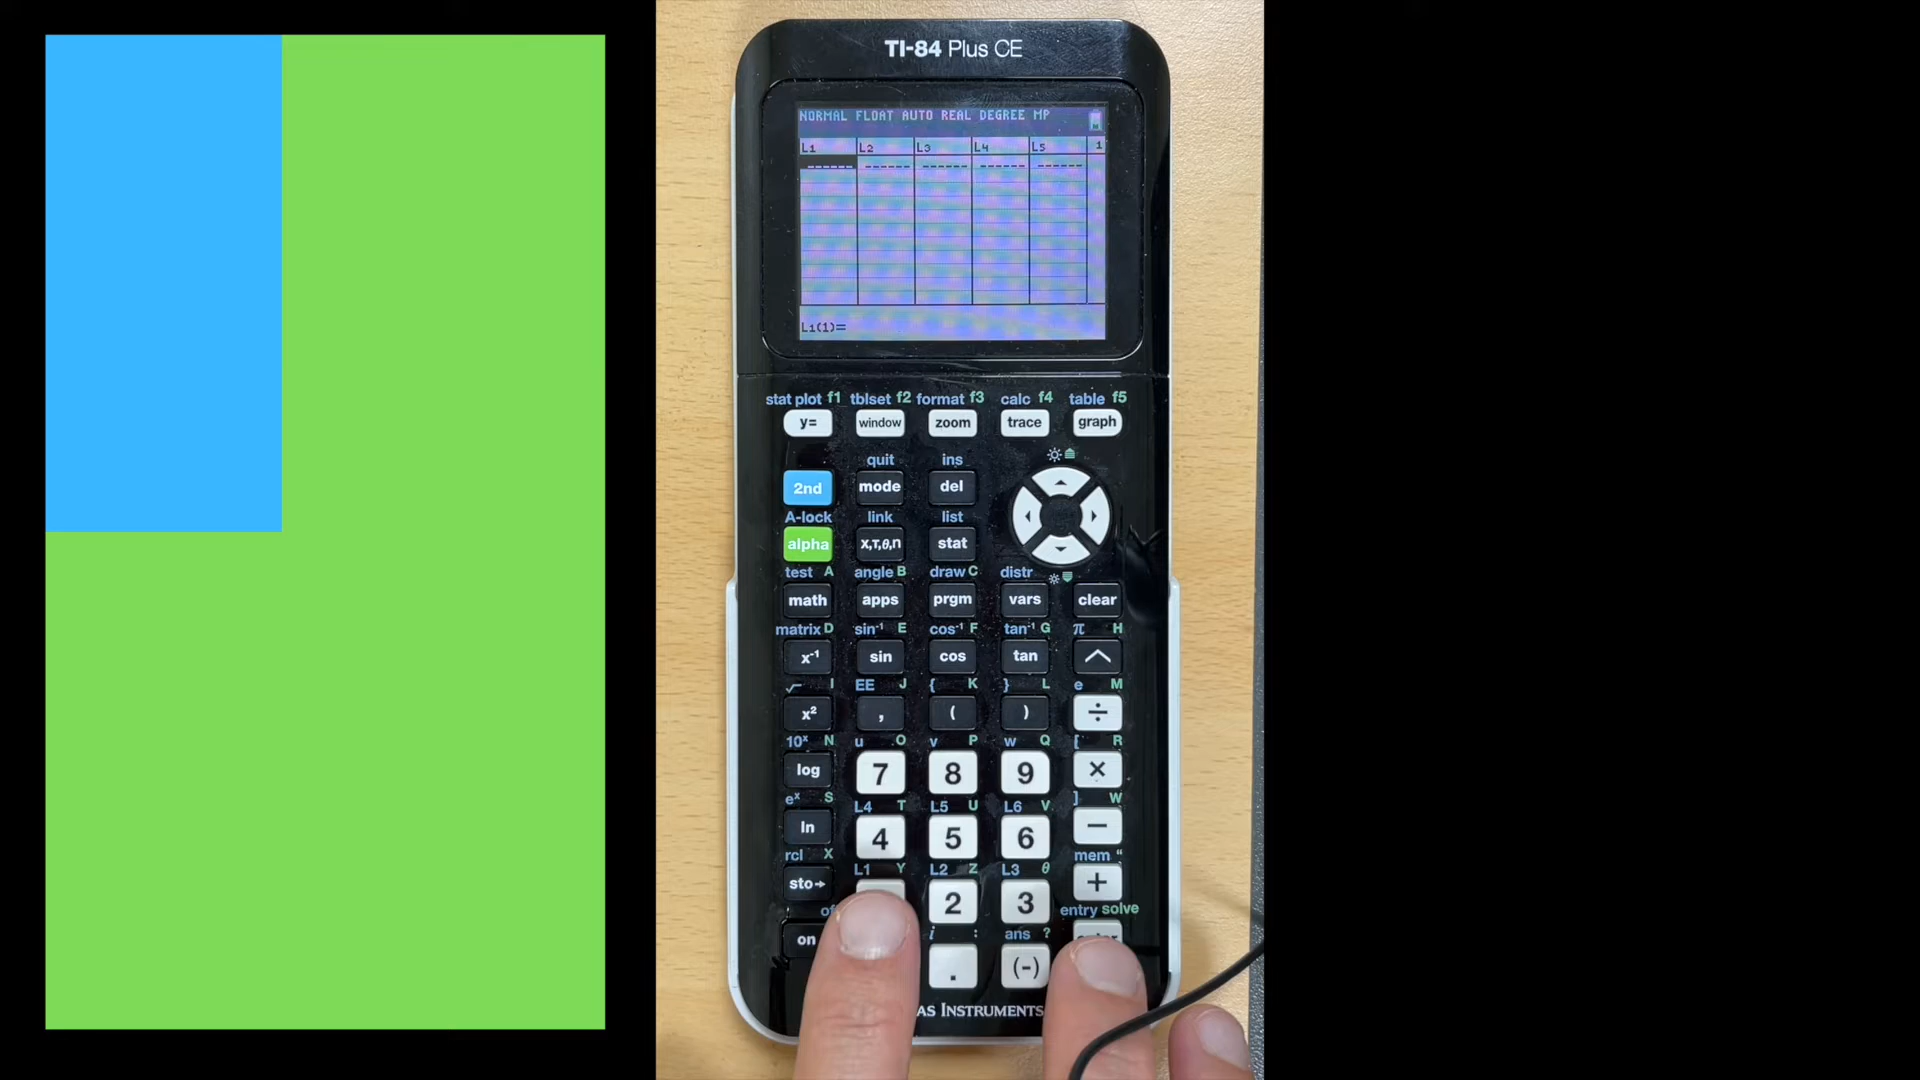 TI-84 Plus CE
NORMAL FLOAT AUTO REAL DEGREE MP
L1 L2 L3 L4 L5 1
------ ------ ------ ------ ------
L1(1)=
stat plot f1 tblset f2 format f3 calc f4 table f5
y= window zoom trace graph
quit ins
2nd mode del
A-lock link list
alpha x,T,θ,n stat
test A angle B draw C distr
math apps prgm vars clear
matrix D sin⁻¹ E cos⁻¹ F tan⁻¹ G π H
x⁻¹ sin cos tan ^
√ I EE J { K } L e M
x² , ( ) ÷
10ˣ N u O v P w Q [ R
log 7 8 9 ×
eˣ S L4 T L5 U L6 V ] W
ln 4 5 6 −
rcl X L1 Y L2 Z L3 θ mem "
sto→ 2 3 +
i : ans ? entry solve
on . (-)
AS INSTRUMENTS